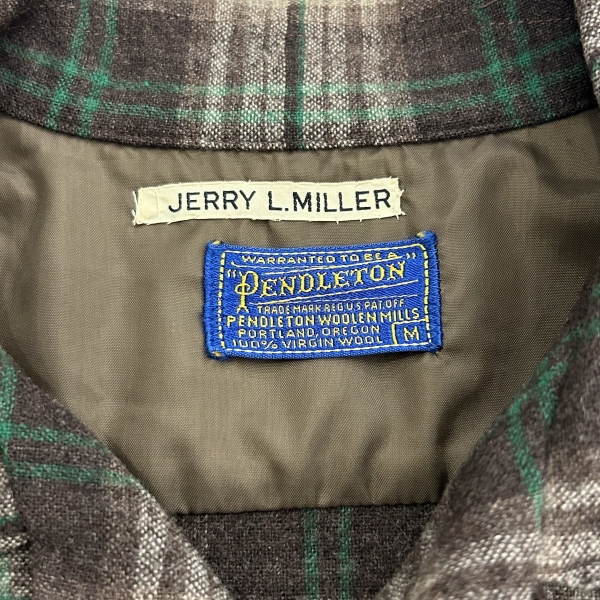 JERRY L. MILLER
WARRANTED TO BE A
"PENDLETON"
TRADE MARK REG. U.S. PAT. OFF.
PENDLETON WOOLEN MILLS
PORTLAND, OREGON
100% VIRGIN WOOL M